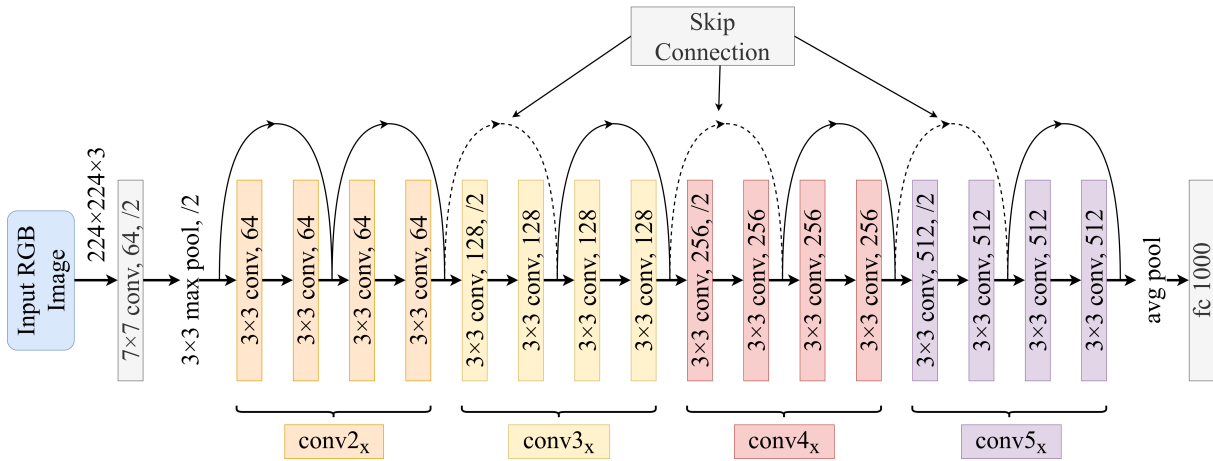 Skip
Connection
Input RGB
Image
224×224×3
7×7 conv, 64, /2
3×3 max pool, /2
3×3 conv, 64
3×3 conv, 64
3×3 conv, 64
3×3 conv, 64
3×3 conv, 128, /2
3×3 conv, 128
3×3 conv, 128
3×3 conv, 128
3×3 conv, 256, /2
3×3 conv, 256
3×3 conv, 256
3×3 conv, 256
3×3 conv, 512, /2
3×3 conv, 512
3×3 conv, 512
3×3 conv, 512
avg pool
fc 1000
conv2x
conv3x
conv4x
conv5x